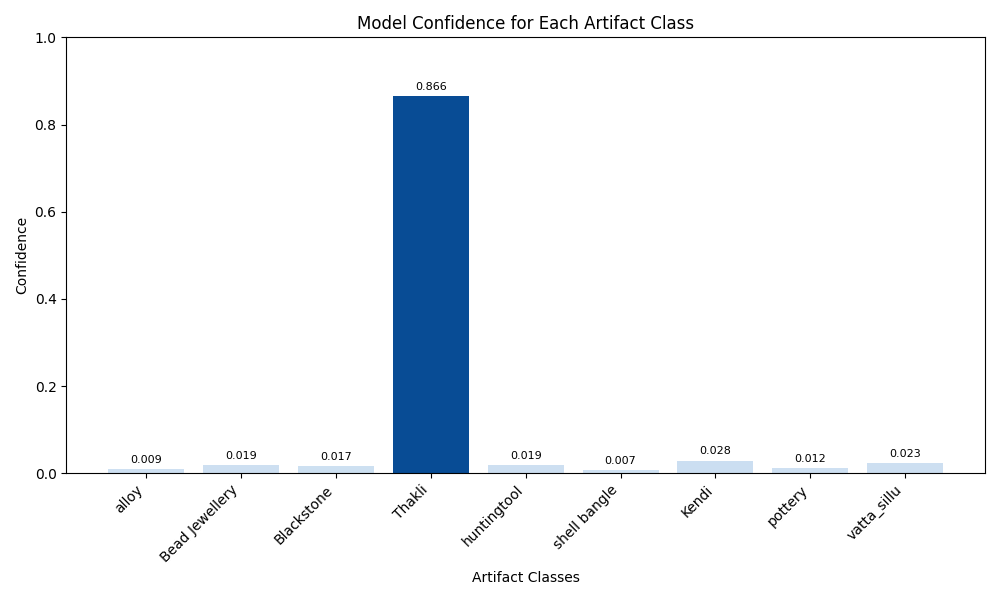 Model Confidence for Each Artifact Class
1.0
0.8
0.6
0.4
0.2
0.0
Confidence
0.009
0.019
0.017
0.866
0.019
0.007
0.028
0.012
0.023
alloy
Bead Jewellery
Blackstone
Thakli
huntingtool
shell bangle
Kendi
pottery
vatta_sillu
Artifact Classes